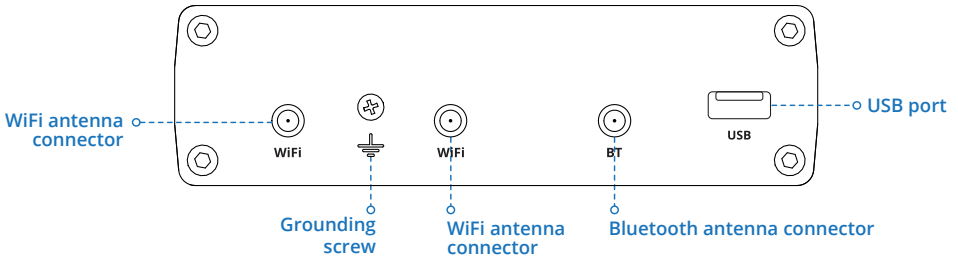 USB port
WiFi antenna
connector
USB
WiFi
WiFi
BT
Grounding
screw
WiFi antenna
connector
Bluetooth antenna connector